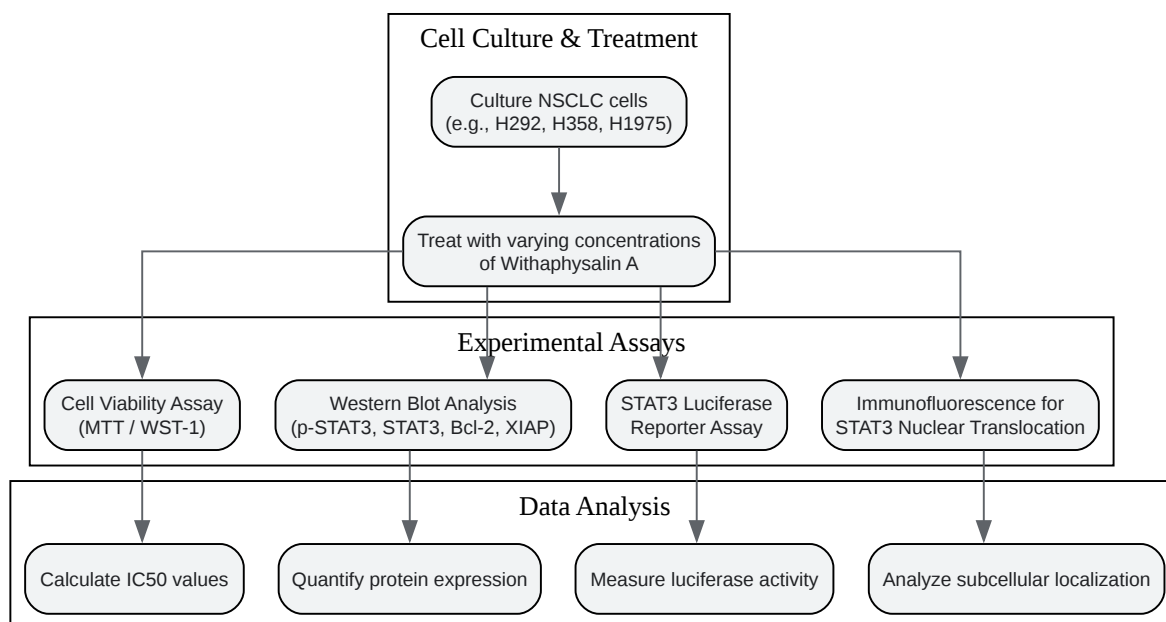 Cell Culture & Treatment
Culture NSCLC cells
(e.g., H292, H358, H1975)
Treat with varying concentrations
of Withaphysalin A
Experimental Assays
Cell Viability Assay
(MTT / WST-1)
Western Blot Analysis
(p-STAT3, STAT3, Bcl-2, XIAP)
STAT3 Luciferase
Reporter Assay
Immunofluorescence for
STAT3 Nuclear Translocation
Data Analysis
Calculate IC50 values
Quantify protein expression
Measure luciferase activity
Analyze subcellular localization